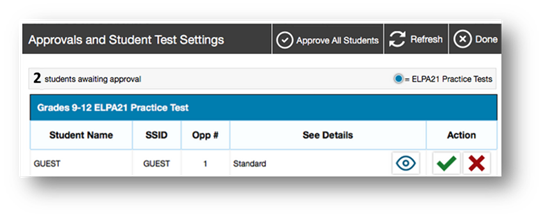 Approvals and Student Test Settings Approve All Students Refresh Done
2 students awaiting approval = ELPA21 Practice Tests
Grades 9-12 ELPA21 Practice Test
Student Name SSID Opp # See Details Action
GUEST GUEST 1 Standard